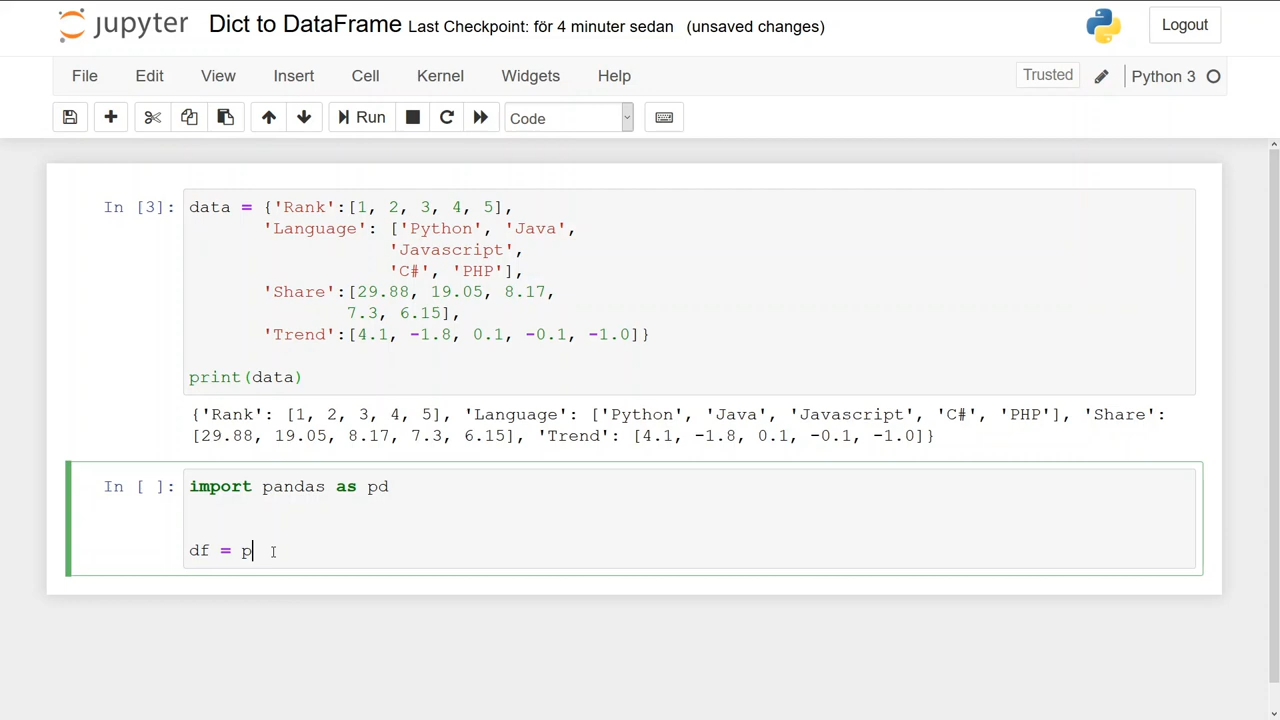 jupyter Dict to DataFrame Last Checkpoint: för 4 minuter sedan (unsaved changes) Logout
File Edit View Insert Cell Kernel Widgets Help Trusted Python 3
Run Code
In [3]: data = {'Rank':[1, 2, 3, 4, 5],
'Language': ['Python', 'Java',
'Javascript',
'C#', 'PHP'],
'Share':[29.88, 19.05, 8.17,
7.3, 6.15],
'Trend':[4.1, -1.8, 0.1, -0.1, -1.0]}
print(data)
{'Rank': [1, 2, 3, 4, 5], 'Language': ['Python', 'Java', 'Javascript', 'C#', 'PHP'], 'Share':
[29.88, 19.05, 8.17, 7.3, 6.15], 'Trend': [4.1, -1.8, 0.1, -0.1, -1.0]}
In [ ]: import pandas as pd
df = p